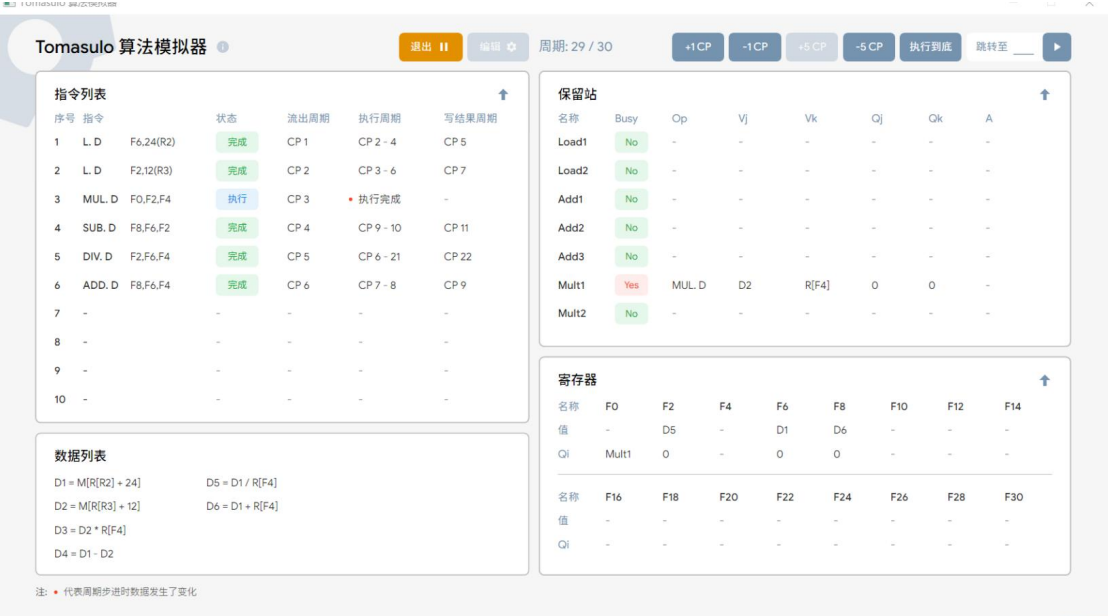 Tomasulo 算法模拟器
Tomasulo 算法模拟器
退出
编辑
周期: 29 / 30
+1 CP
-1 CP
+5 CP
-5 CP
执行到底
跳转至 ___
指令列表
序号 指令 状态 流出周期 执行周期 写结果周期
1 L. D F6,24(R2) 完成 CP 1 CP 2 - 4 CP 5
2 L. D F2,12(R3) 完成 CP 2 CP 3 - 6 CP 7
3 MUL. D F0,F2,F4 执行 CP 3 • 执行完成 -
4 SUB. D F8,F6,F2 完成 CP 4 CP 9 - 10 CP 11
5 DIV. D F2,F6,F4 完成 CP 5 CP 6 - 21 CP 22
6 ADD. D F8,F6,F4 完成 CP 6 CP 7 - 8 CP 9
7 - - - - -
8 - - - - -
9 - - - - -
10 - - - - -
数据列表
D1 = M[R[R2] + 24] D5 = D1 / R[F4]
D2 = M[R[R3] + 12] D6 = D1 + R[F4]
D3 = D2 * R[F4]
D4 = D1 - D2
保留站
名称 Busy Op Vj Vk Qj Qk A
Load1 No - - - - - -
Load2 No - - - - - -
Add1 No - - - - - -
Add2 No - - - - - -
Add3 No - - - - - -
Mult1 Yes MUL. D D2 R[F4] 0 0 -
Mult2 No - - - - - -
寄存器
名称 F0 F2 F4 F6 F8 F10 F12 F14
值 - D5 - D1 D6 - - -
Qi Mult1 0 - 0 0 - - -
名称 F16 F18 F20 F22 F24 F26 F28 F30
值 - - - - - - - -
Qi - - - - - - - -
注: • 代表周期步进时数据发生了变化